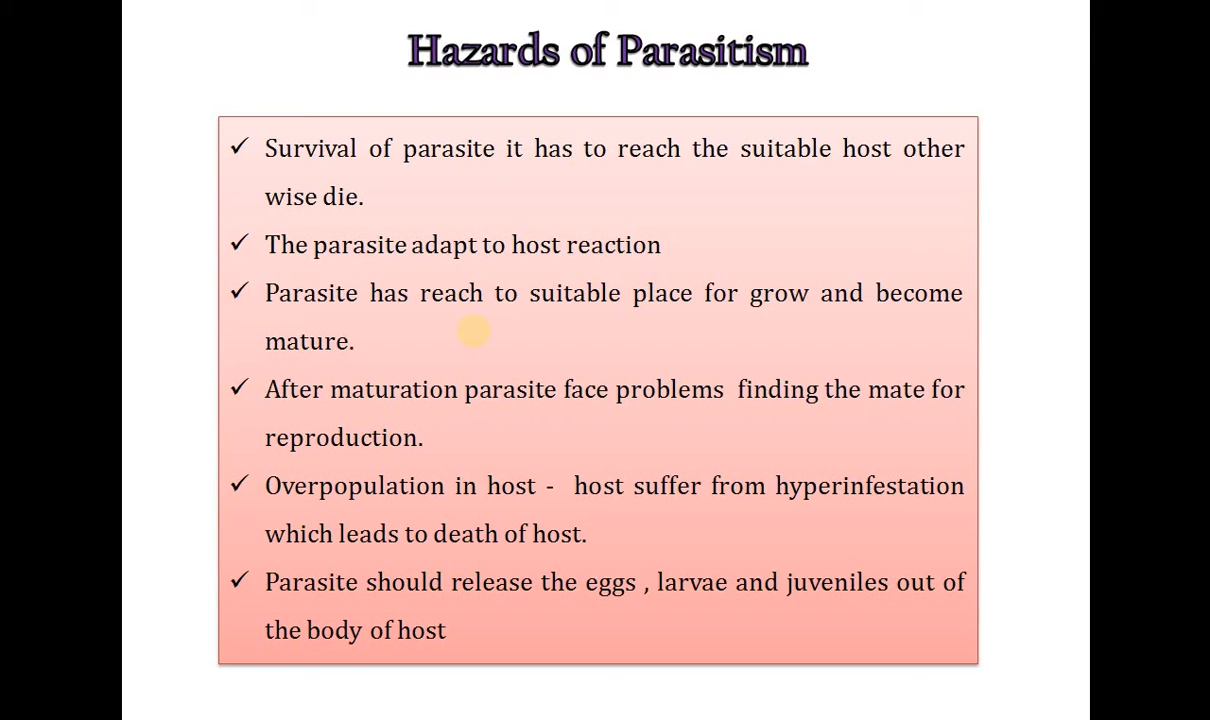 Hazards of Parasitism
✓ Survival of parasite it has to reach the suitable host other
wise die.
✓ The parasite adapt to host reaction
✓ Parasite has reach to suitable place for grow and become
mature.
✓ After maturation parasite face problems finding the mate for
reproduction.
✓ Overpopulation in host - host suffer from hyperinfestation
which leads to death of host.
✓ Parasite should release the eggs , larvae and juveniles out of
the body of host